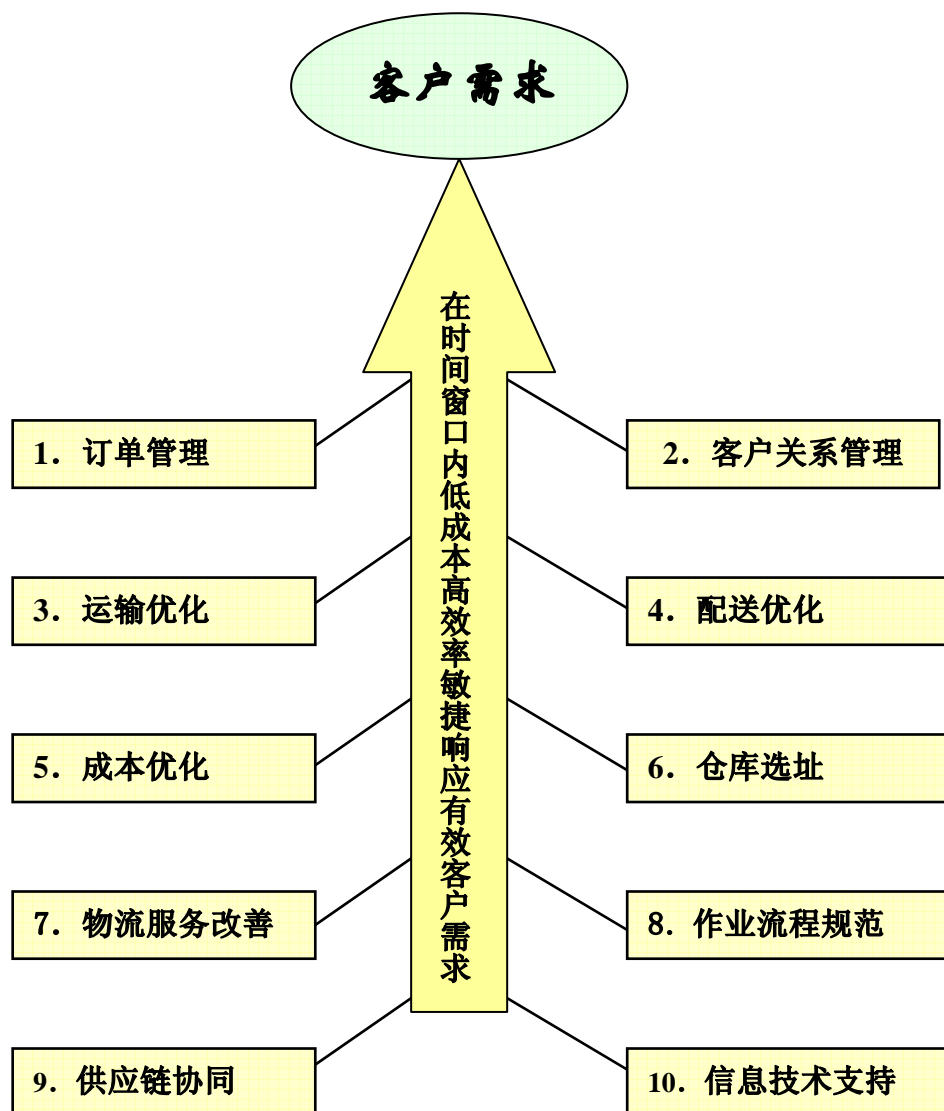 客户需求
在时间窗口内低成本高效率敏捷响应有效客户需求
1．订单管理
2．客户关系管理
3．运输优化
4．配送优化
5．成本优化
6．仓库选址
7．物流服务改善
8．作业流程规范
9．供应链协同
10．信息技术支持